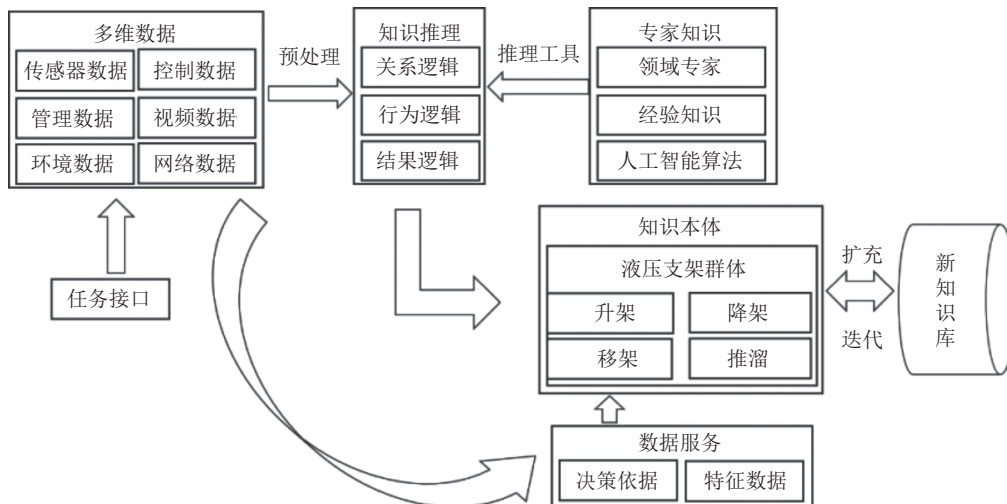 多维数据
传感器数据
控制数据
管理数据
视频数据
环境数据
网络数据
预处理
知识推理
关系逻辑
行为逻辑
结果逻辑
推理工具
专家知识
领域专家
经验知识
人工智能算法
任务接口
知识本体
液压支架群体
升架
降架
移架
推溜
扩充
迭代
新
知
识
库
数据服务
决策依据
特征数据